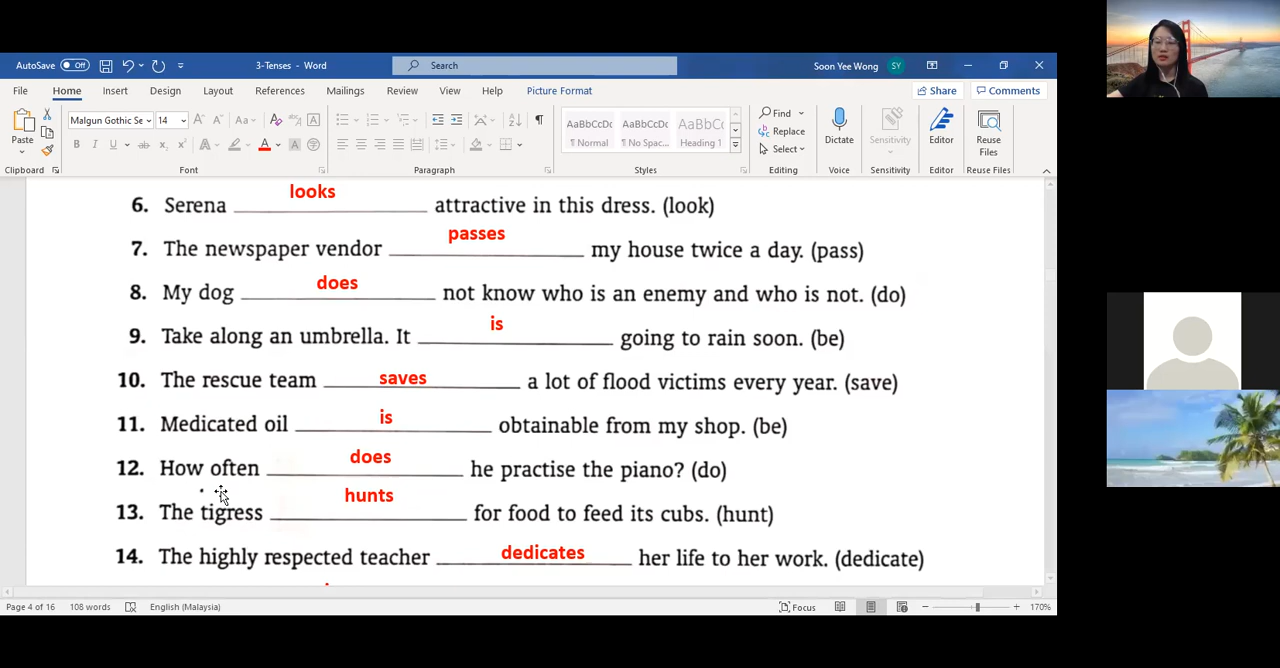 AutoSave Off 3-Tenses - Word Search Soon Yee Wong SY
File Home Insert Design Layout References Mailings Review View Help Picture Format Share Comments
Paste Malgun Gothic Se 14 Aa AaBbCcDc AaBbCcDc AaBbCcD Find Dictate Sensitivity Editor Reuse Files
Replace
B I U ab x x A A ¶ Normal ¶ No Spac... Heading 1 Select
Clipboard Font Paragraph Styles Editing Voice Sensitivity Editor Reuse Files
6. Serena looks attractive in this dress. (look)
7. The newspaper vendor passes my house twice a day. (pass)
8. My dog does not know who is an enemy and who is not. (do)
9. Take along an umbrella. It is going to rain soon. (be)
10. The rescue team saves a lot of flood victims every year. (save)
11. Medicated oil is obtainable from my shop. (be)
12. How often does he practise the piano? (do)
13. The tigress hunts for food to feed its cubs. (hunt)
14. The highly respected teacher dedicates her life to her work. (dedicate)
Page 4 of 16 108 words English (Malaysia) Focus 170%